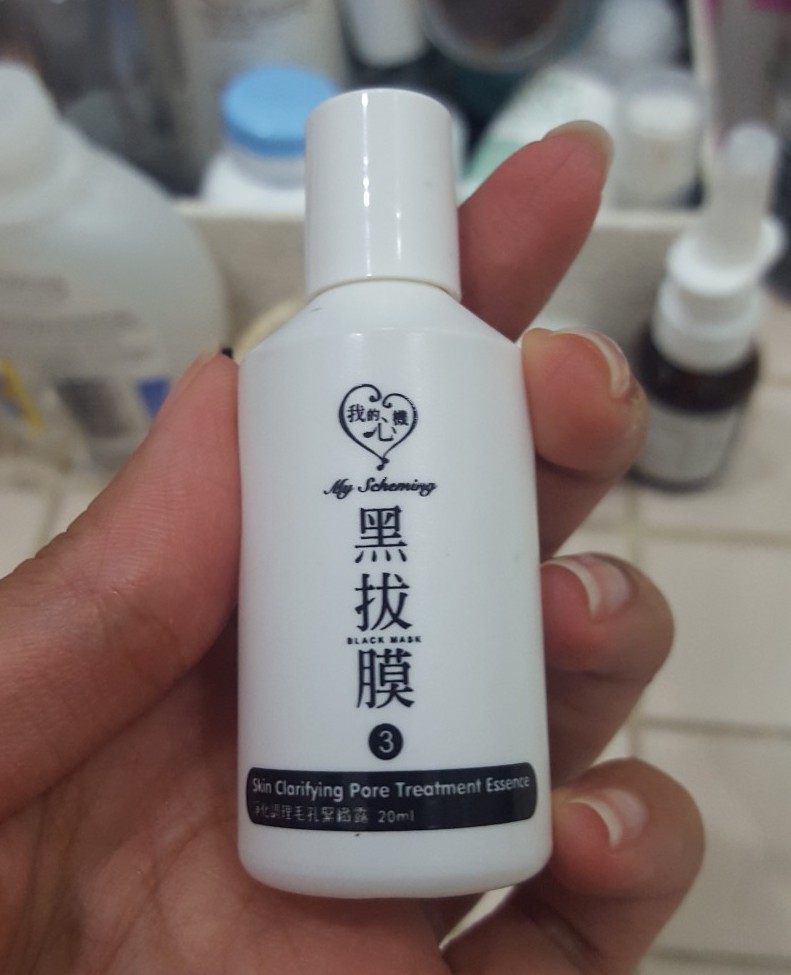 我的心機
My Scheming
黑
拔
BLACK MASK
膜
3
Skin Clarifying Pore Treatment Essence
淨化調理毛孔緊緻露 20ml